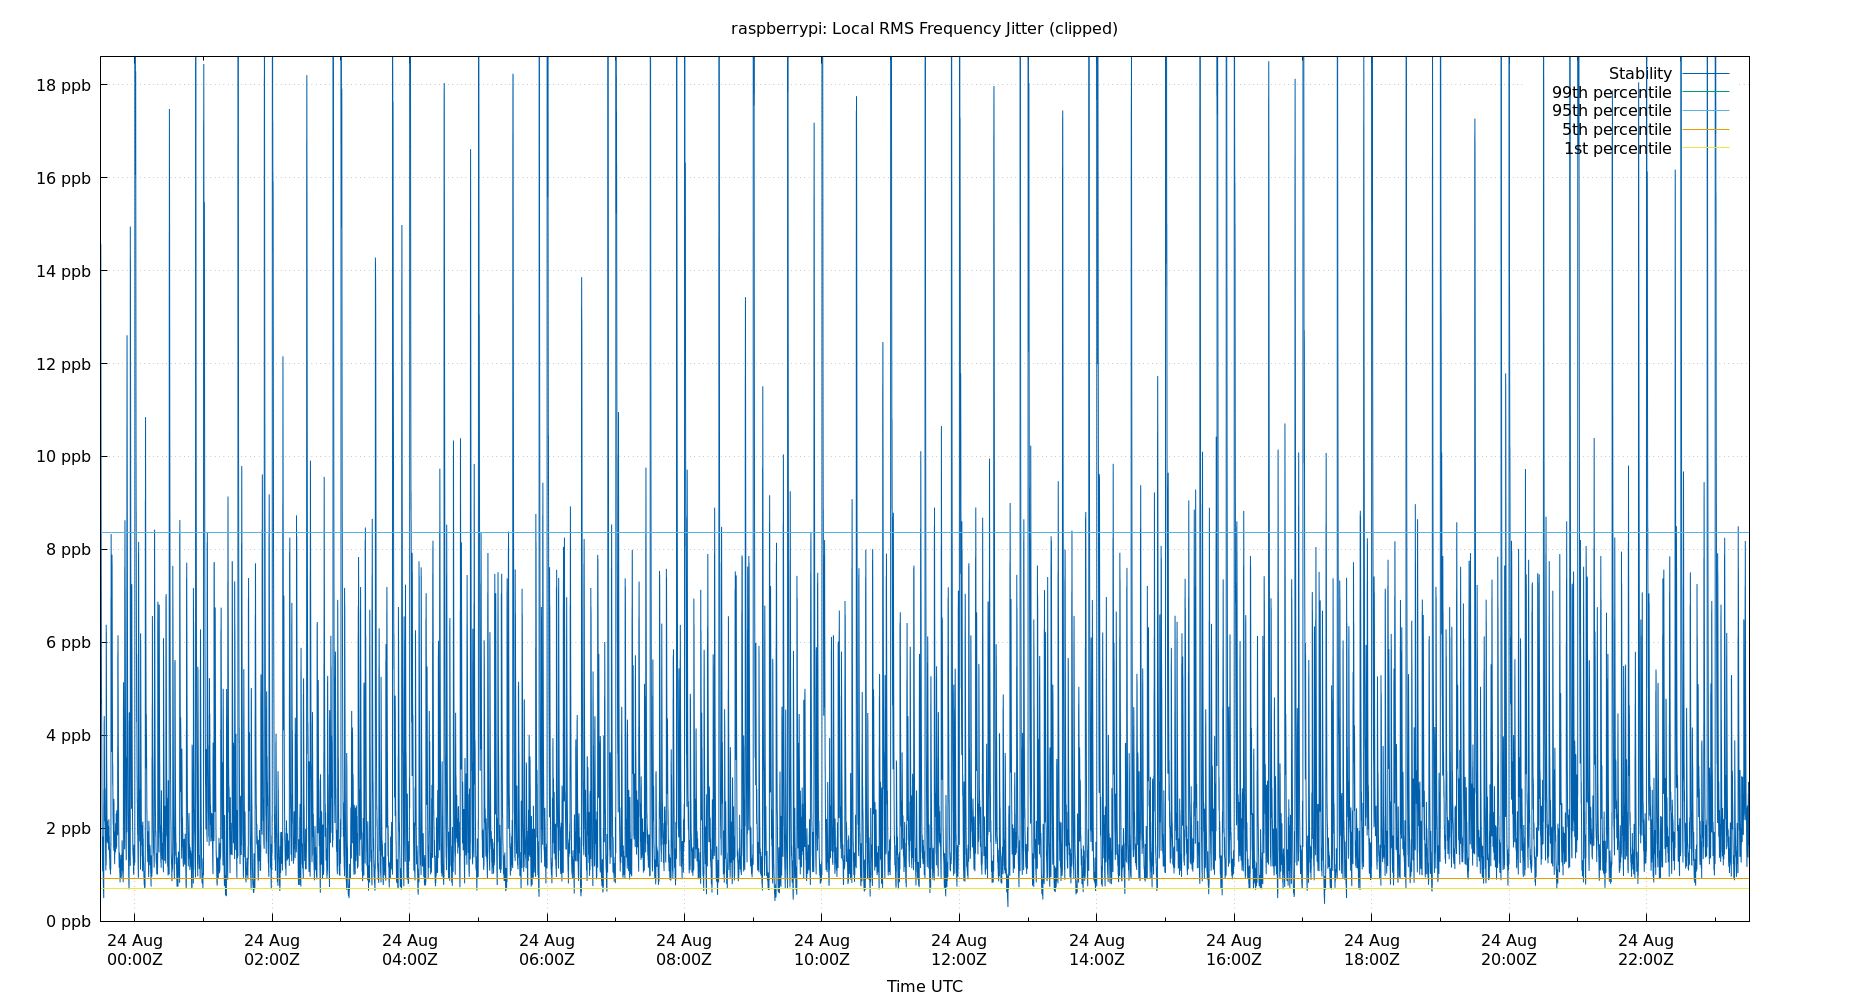 raspberrypi: Local RMS Frequency Jitter (clipped)
18 ppb
16 ppb
14 ppb
12 ppb
10 ppb
8 ppb
6 ppb
4 ppb
2 ppb
0 ppb
Stability
99th percentile
95th percentile
5th percentile
1st percentile
24 Aug 24 Aug 24 Aug 24 Aug 24 Aug 24 Aug 24 Aug 24 Aug 24 Aug 24 Aug 24 Aug 24 Aug
00:00Z 02:00Z 04:00Z 06:00Z 08:00Z 10:00Z 12:00Z 14:00Z 16:00Z 18:00Z 20:00Z 22:00Z
Time UTC